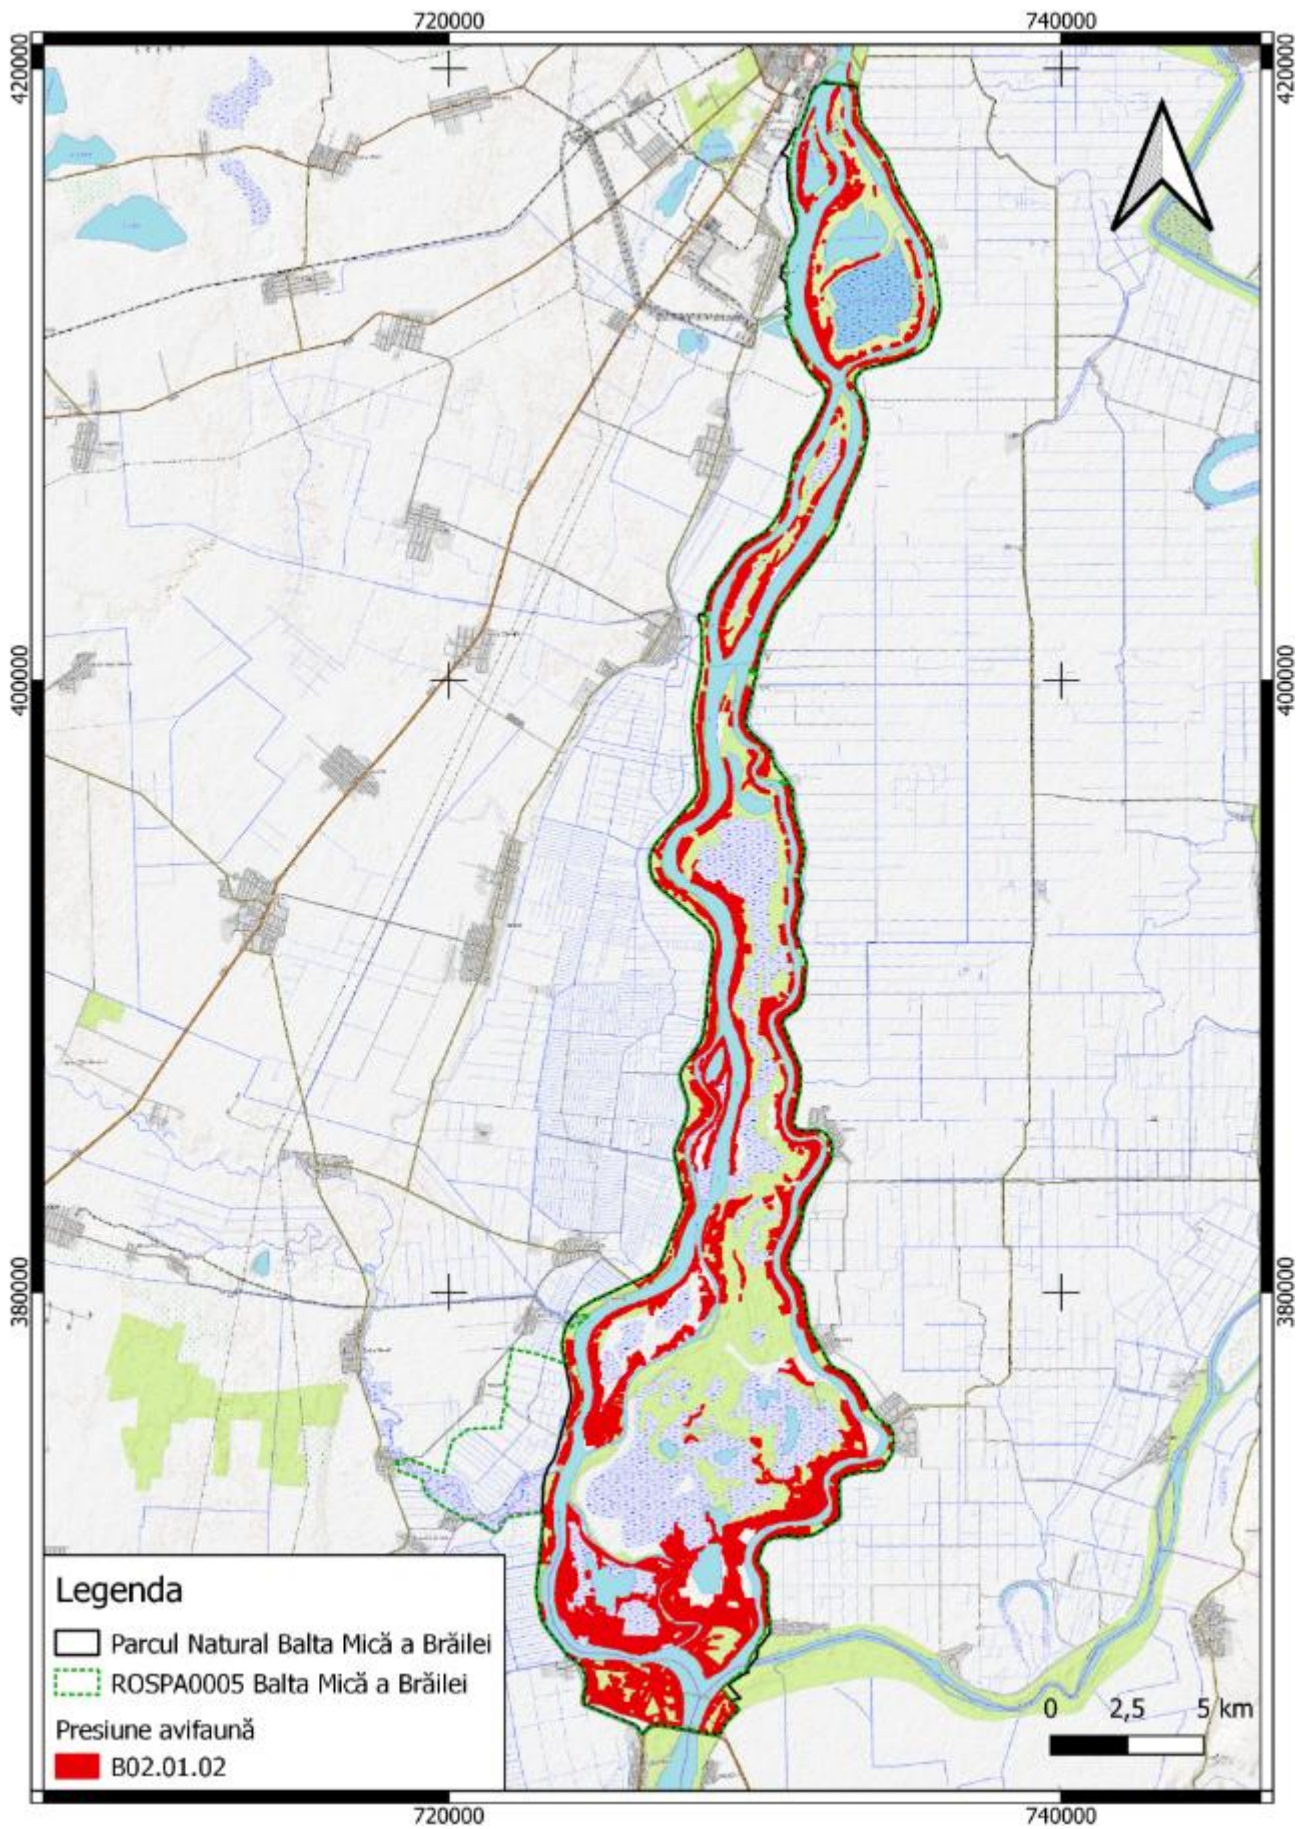 720000
740000
420000
420000
400000
400000
380000
380000
Legenda
Parcul Natural Balta Mică a Brăilei
ROSPA0005 Balta Mică a Brăilei
Presiune avifaună
B02.01.02
0 2,5 5 km
720000
740000